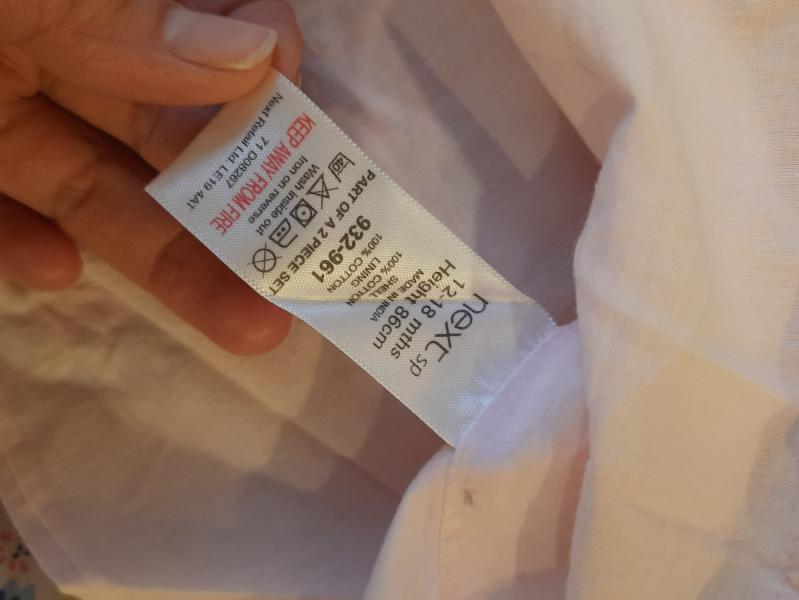 next sp
12-18 mths
Height 86cm
MADE IN INDIA
SHELL
100% COTTON
LINING
100% COTTON
932-961
PART OF A 2 PIECE SET
40
Wash inside out
Iron on reverse
KEEP AWAY FROM FIRE
71 D08267
Next Retail Ltd. LE19 4AT